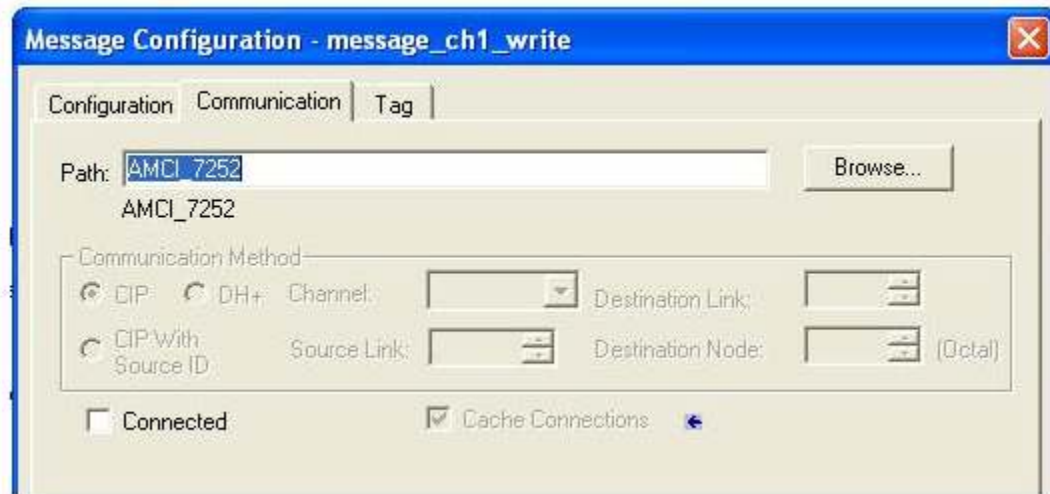 Message Configuration - message_ch1_write
Configuration Communication Tag
Path: AMCI_7252 Browse...
AMCI_7252
Communication Method
CIP DH+ Channel: Destination Link:
CIP With Source ID Source Link: Destination Node: (Octal)
Connected Cache Connections